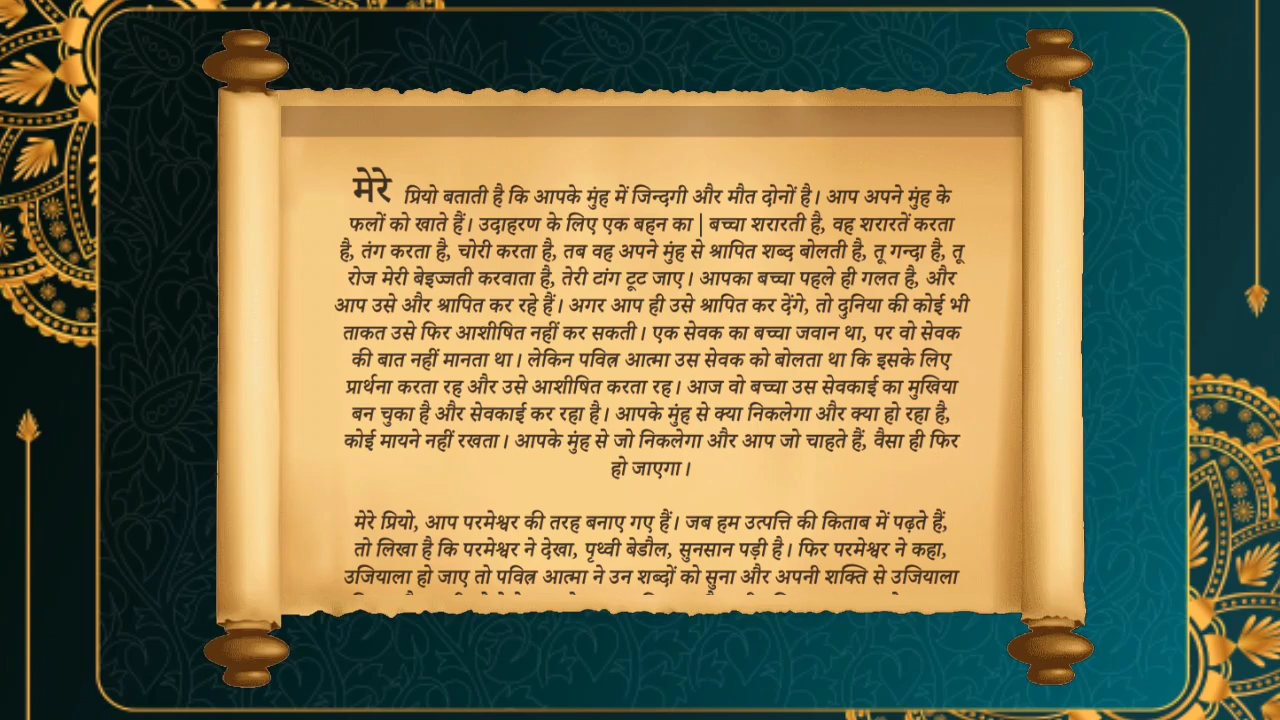 मेरे प्रियो बताती है कि आपके मुंह में जिन्दगी और मौत दोनों है। आप अपने मुंह के
फलों को खाते हैं। उदाहरण के लिए एक बहन का | बच्चा शरारती है, वह शरारतें करता
है, तंग करता है, चोरी करता है, तब वह अपने मुंह से श्रापित शब्द बोलती है, तू गन्दा है, तू
रोज मेरी बेइज्जती करवाता है, तेरी टांग टूट जाए। आपका बच्चा पहले ही गलत है, और
आप उसे और श्रापित कर रहे हैं। अगर आप ही उसे श्रापित कर देंगे, तो दुनिया की कोई भी
ताकत उसे फिर आशीषित नहीं कर सकती। एक सेवक का बच्चा जवान था, पर वो सेवक
की बात नहीं मानता था। लेकिन पवित्र आत्मा उस सेवक को बोलता था कि इसके लिए
प्रार्थना करता रह और उसे आशीषित करता रह। आज वो बच्चा उस सेवकाई का मुखिया
बन चुका है और सेवकाई कर रहा है। आपके मुंह से क्या निकलेगा और क्या हो रहा है,
कोई मायने नहीं रखता। आपके मुंह से जो निकलेगा और आप जो चाहते हैं, वैसा ही फिर
हो जाएगा।
मेरे प्रियो, आप परमेश्वर की तरह बनाए गए हैं। जब हम उत्पत्ति की किताब में पढ़ते हैं,
तो लिखा है कि परमेश्वर ने देखा, पृथ्वी बेडौल, सुनसान पड़ी है। फिर परमेश्वर ने कहा,
उजियाला हो जाए तो पवित्र आत्मा ने उन शब्दों को सुना और अपनी शक्ति से उजियाला